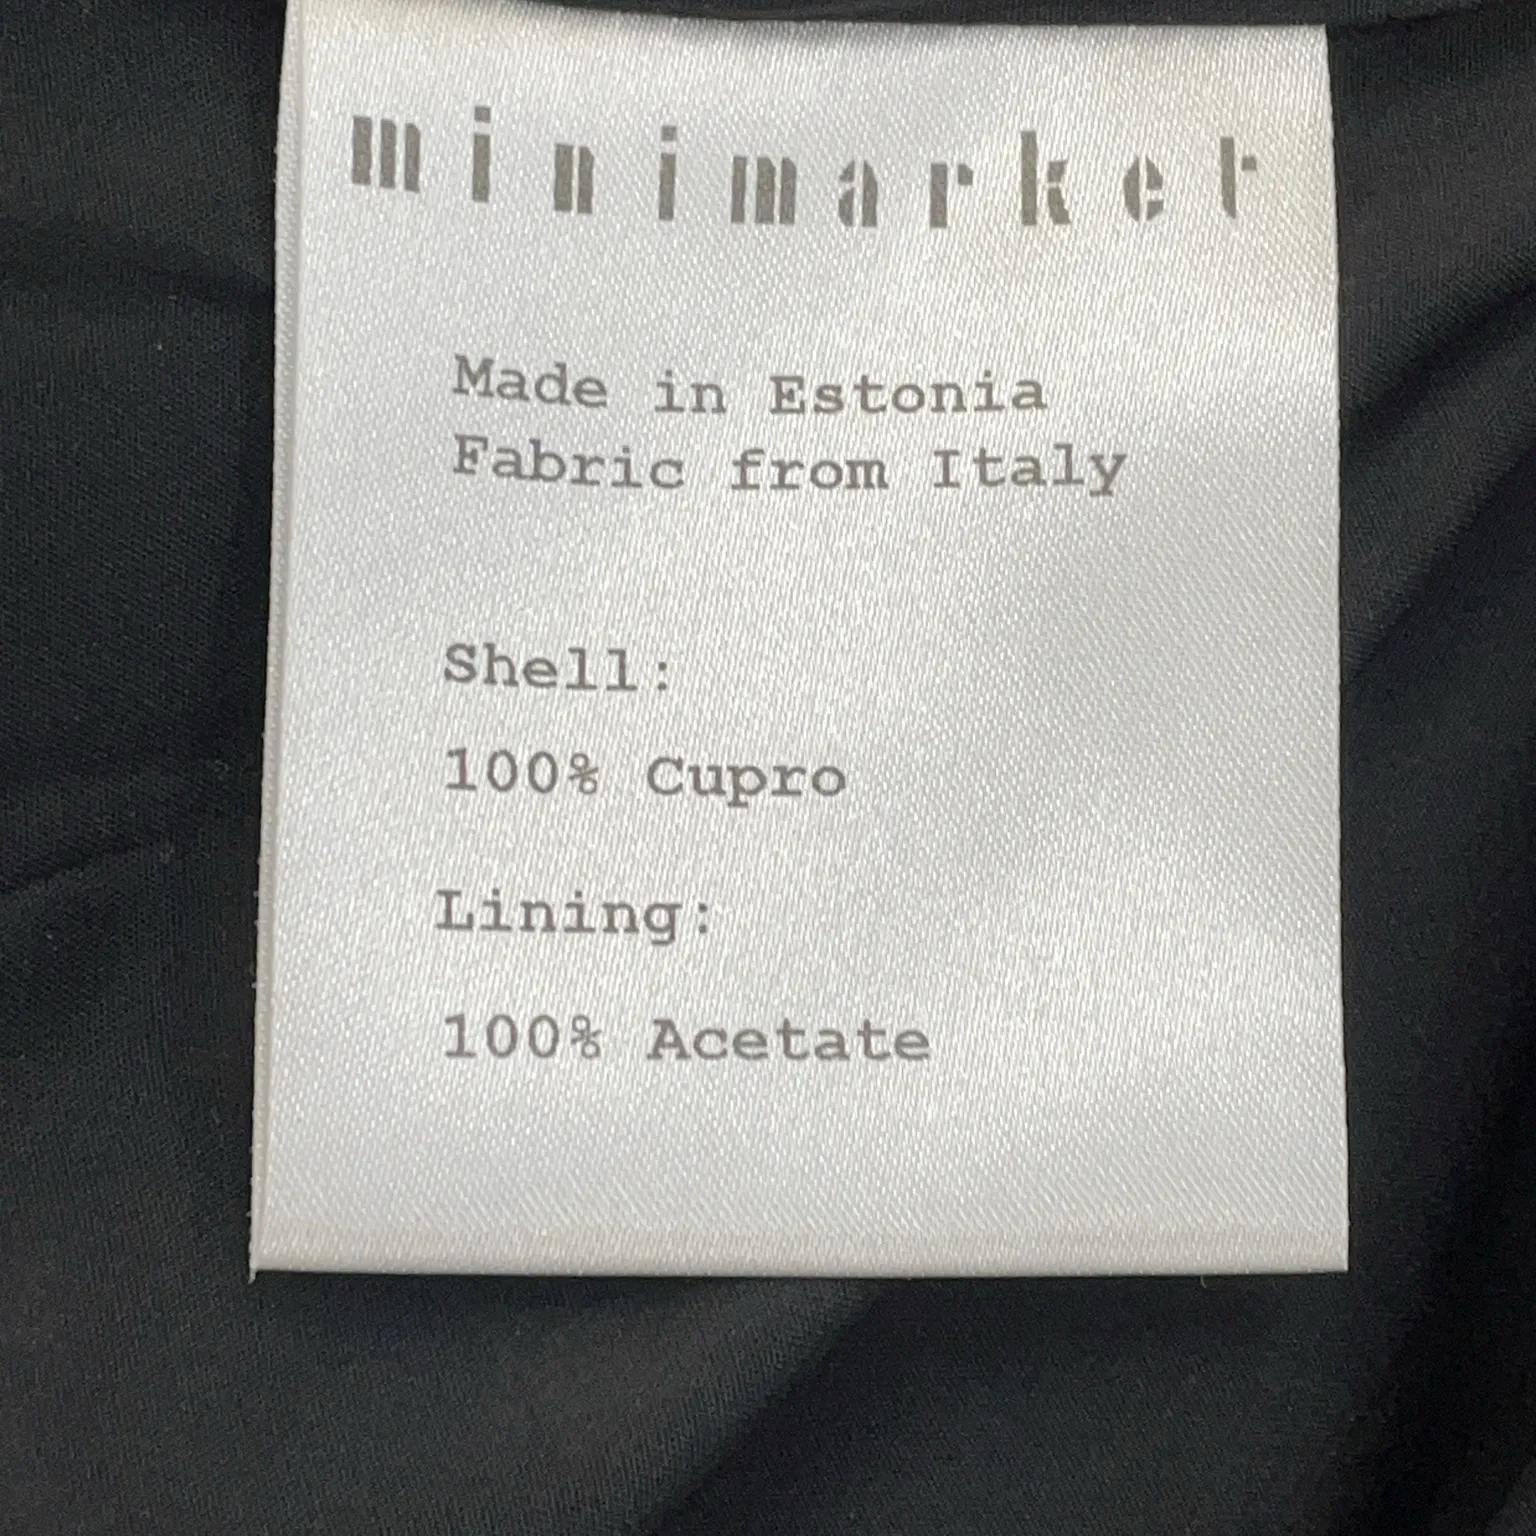 minimarket
Made in Estonia
Fabric from Italy
Shell:
100% Cupro
Lining:
100% Acetate